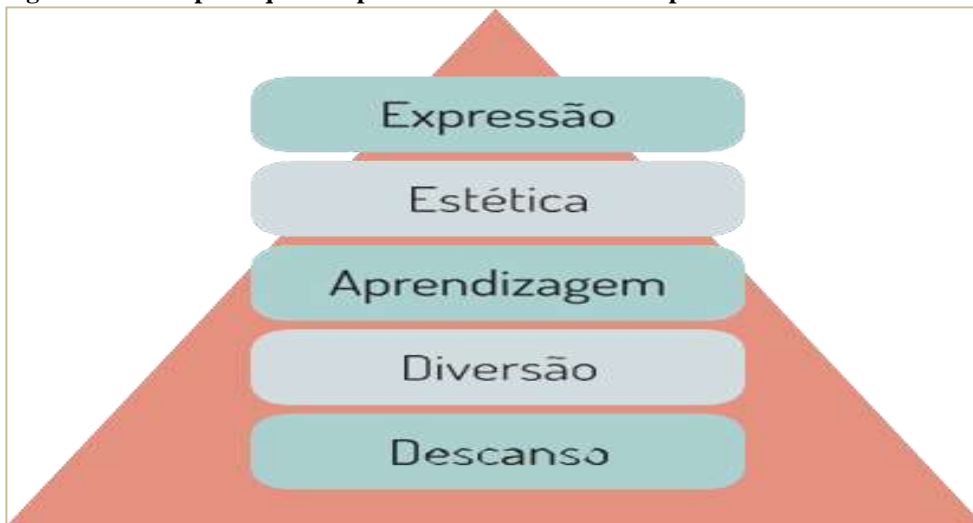 Expressão
Estética
Aprendizagem
Diversão
Descanso